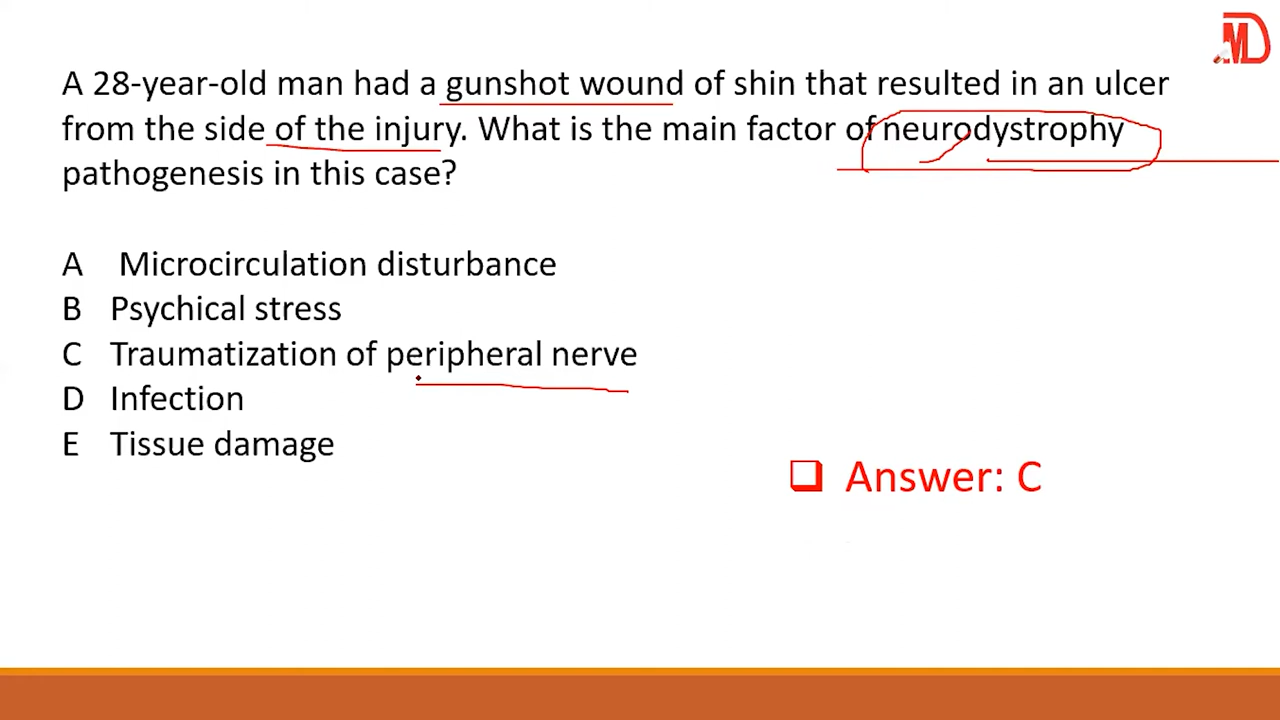 MD
A 28-year-old man had a gunshot wound of shin that resulted in an ulcer
from the side of the injury. What is the main factor of neurodystrophy
pathogenesis in this case?
A Microcirculation disturbance
B Psychical stress
C Traumatization of peripheral nerve
D Infection
E Tissue damage
❑ Answer: C